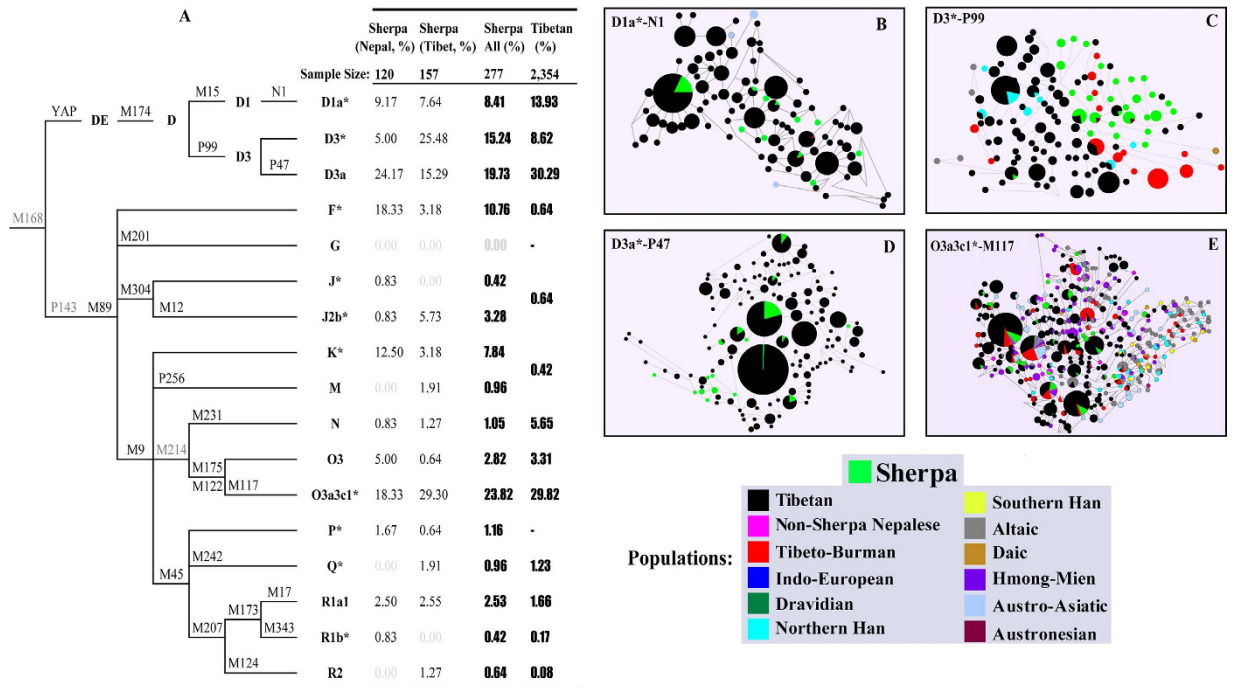 A
Sherpa Sherpa Sherpa Tibetan
(Nepal, %) (Tibet, %) All (%) (%)
Sample Size: 120 157 277 2,354
M15 N1
D1 D1a* 9.17 7.64 8.41 13.93
YAP M174
DE D
P99 D3* 5.00 25.48 15.24 8.62
D3 P47
D3a 24.17 15.29 19.73 30.29
M168
F* 18.33 3.18 10.76 0.64
M201
G 0.00 0.00 0.00 -
J* 0.83 0.00 0.42
M304
P143 M89 0.64
M12 J2b* 0.83 5.73 3.28
K* 12.50 3.18 7.84
0.42
P256
M 0.00 1.91 0.96
M231
N 0.83 1.27 1.05 5.65
M9 M214
M175 O3 5.00 0.64 2.82 3.31
M122 M117
O3a3c1* 18.33 29.30 23.82 29.82
P* 1.67 0.64 1.16 -
M242
M45 Q* 0.00 1.91 0.96 1.23
M17
M173 R1a1 2.50 2.55 2.53 1.66
M207 M343 R1b* 0.83 0.00 0.42 0.17
M124
R2 0.00 1.27 0.64 0.08
D1a*-N1 B
D3*-P99 C
D3a*-P47 D
O3a3c1*-M117 E
Sherpa
Populations:
Tibetan
Non-Sherpa Nepalese
Tibeto-Burman
Indo-European
Dravidian
Northern Han
Southern Han
Altaic
Daic
Hmong-Mien
Austro-Asiatic
Austronesian